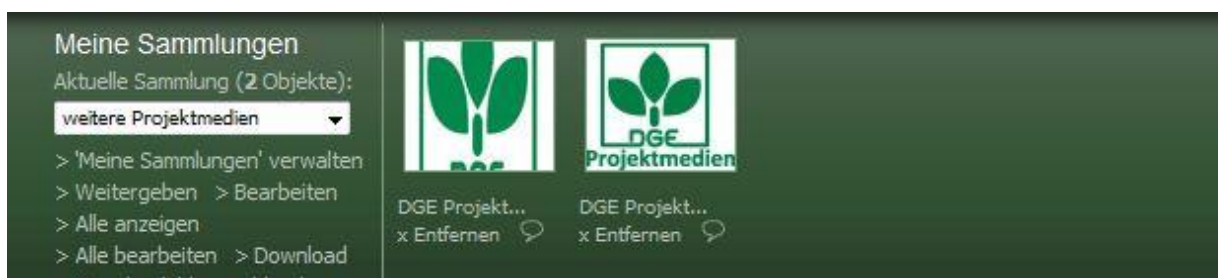 Meine Sammlungen
Aktuelle Sammlung (2 Objekte):
weitere Projektmedien
> 'Meine Sammlungen' verwalten
> Weitergeben > Bearbeiten
> Alle anzeigen
> Alle bearbeiten > Download
DGE
DGE Projekt...
x Entfernen
DGE
Projektmedien
DGE Projekt...
x Entfernen